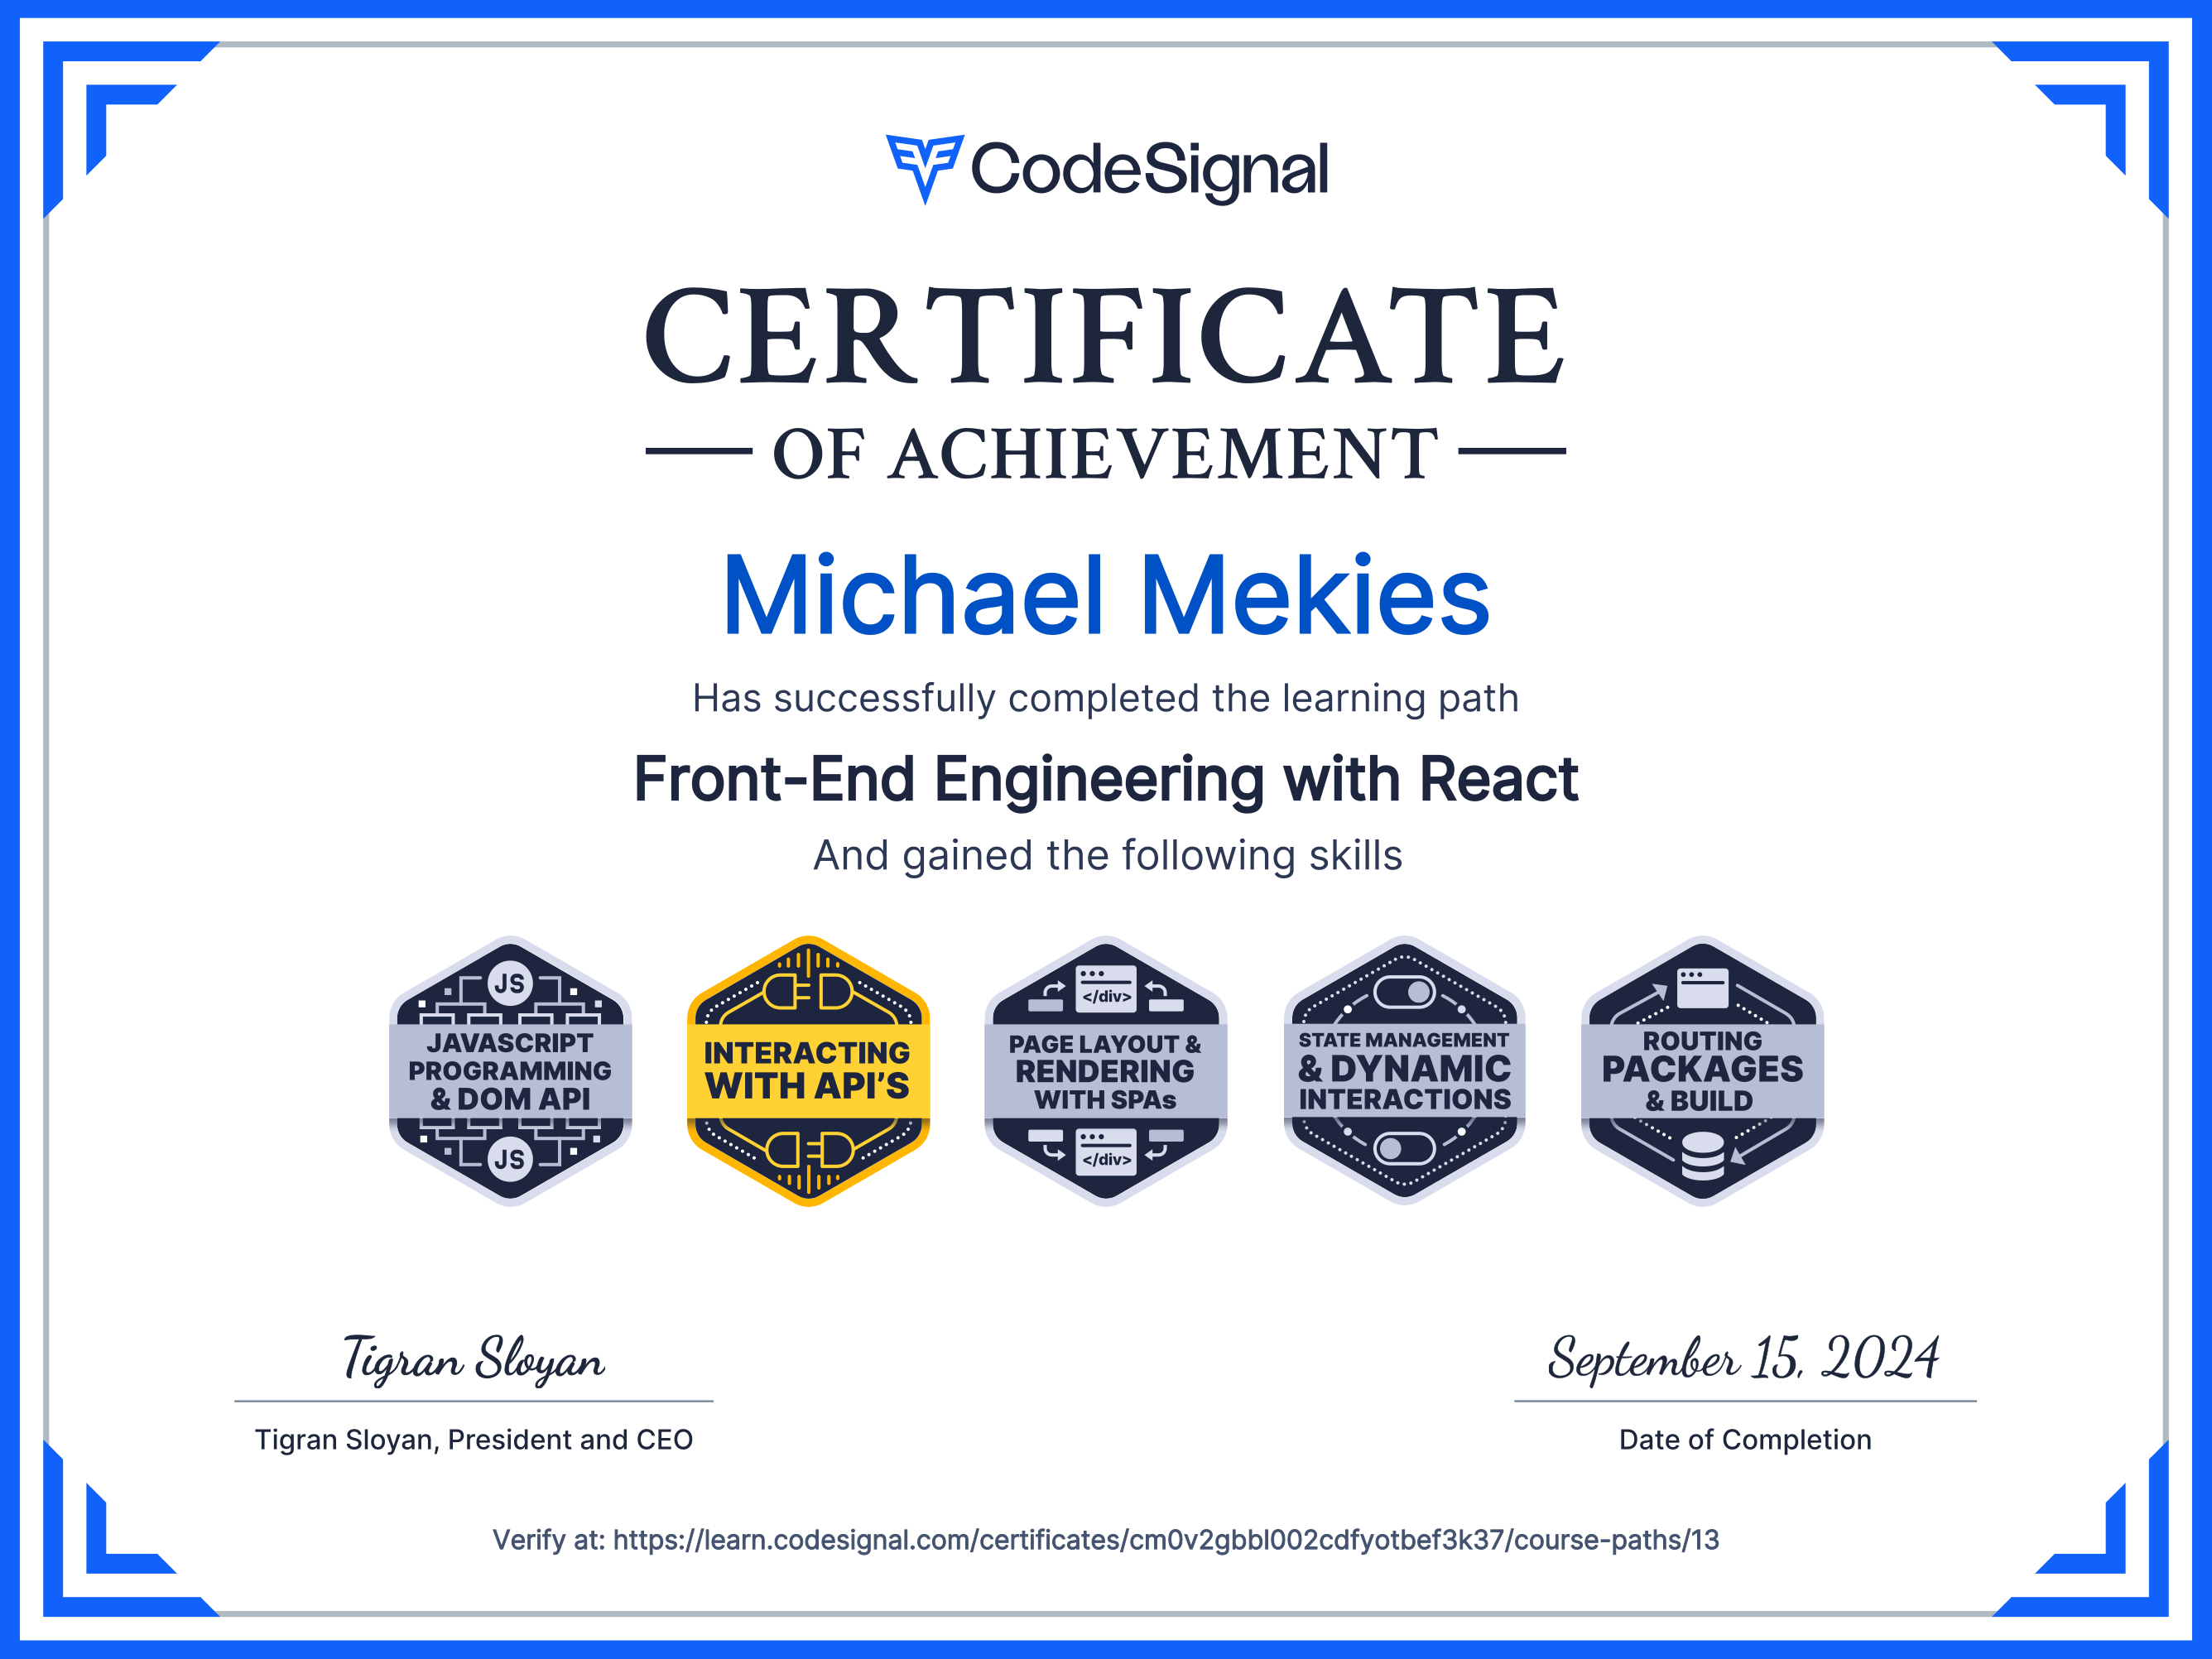 CodeSignal
CERTIFICATE
OF ACHIEVEMENT
Michael Mekies
Has successfully completed the learning path
Front-End Engineering with React
And gained the following skills
JS
JAVASCRIPT
PROGRAMMING
& DOM API
JS
INTERACTING
WITH API'S
</div>
PAGE LAYOUT &
RENDERING
WITH SPAs
</div>
STATE MANAGEMENT
& DYNAMIC
INTERACTIONS
ROUTING
PACKAGES
& BUILD
Tigran Sloyan
Tigran Sloyan, President and CEO
September 15, 2024
Date of Completion
Verify at: https://learn.codesignal.com/certificates/cm0v2gbbl002cdfyotbef3k37/course-paths/13